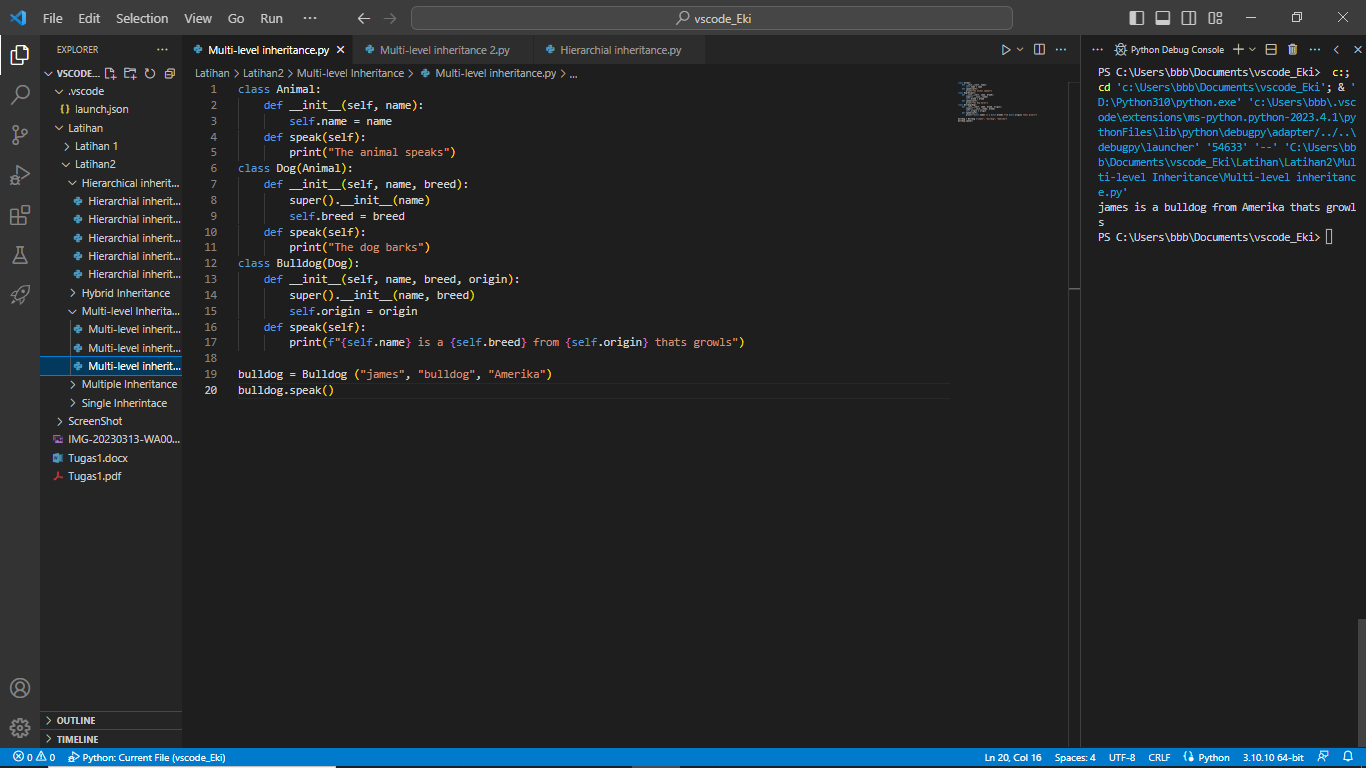 File Edit Selection View Go Run ··· vscode_Eki
EXPLORER ···
VSCODE...
.vscode
launch.json
Latihan
Latihan 1
Latihan2
Hierarchical inherit...
Hierarchial inherit...
Hierarchial inherit...
Hierarchial inherit...
Hierarchial inherit...
Hierarchial inherit...
Hybrid Inheritance
Multi-level Inherita...
Multi-level inherit...
Multi-level inherit...
Multi-level inherit...
Multiple Inheritance
Single Inherintace
ScreenShot
IMG-20230313-WA00...
Tugas1.docx
Tugas1.pdf
OUTLINE
TIMELINE
Multi-level inheritance.py Multi-level inheritance 2.py Hierarchial inheritance.py
Latihan > Latihan2 > Multi-level Inheritance > Multi-level inheritance.py > ...
1 class Animal:
2 def __init__(self, name):
3 self.name = name
4 def speak(self):
5 print("The animal speaks")
6 class Dog(Animal):
7 def __init__(self, name, breed):
8 super().__init__(name)
9 self.breed = breed
10 def speak(self):
11 print("The dog barks")
12 class Bulldog(Dog):
13 def __init__(self, name, breed, origin):
14 super().__init__(name, breed)
15 self.origin = origin
16 def speak(self):
17 print(f"{self.name} is a {self.breed} from {self.origin} thats growls")
18
19 bulldog = Bulldog ("james", "bulldog", "Amerika")
20 bulldog.speak()
··· Python Debug Console
PS C:\Users\bbb\Documents\vscode_Eki> c:;
cd 'c:\Users\bbb\Documents\vscode_Eki'; & '
D:\Python310\python.exe' 'c:\Users\bbb\.vsc
ode\extensions\ms-python.python-2023.4.1\py
thonFiles\lib\python\debugpy\adapter/../..\
debugpy\launcher' '54633' '--' 'C:\Users\bb
b\Documents\vscode_Eki\Latihan\Latihan2\Mul
ti-level Inheritance\Multi-level inheritanc
e.py'
james is a bulldog from Amerika thats growl
s
PS C:\Users\bbb\Documents\vscode_Eki>
0 0 Python: Current File (vscode_Eki) Ln 20, Col 16 Spaces: 4 UTF-8 CRLF Python 3.10.10 64-bit